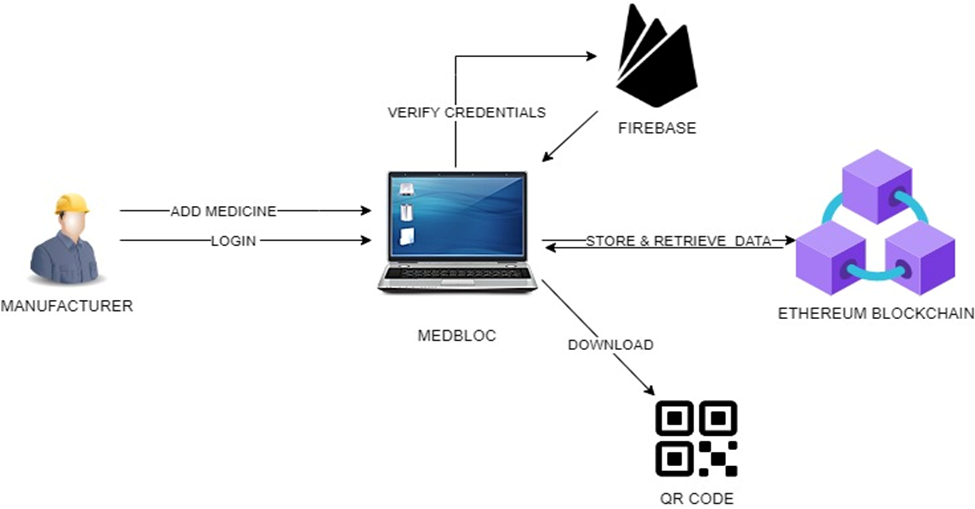 VERIFY CREDENTIALS
FIREBASE
ADD MEDICINE
LOGIN
STORE & RETRIEVE DATA
MANUFACTURER
ETHEREUM BLOCKCHAIN
MEDBLOC
DOWNLOAD
QR CODE